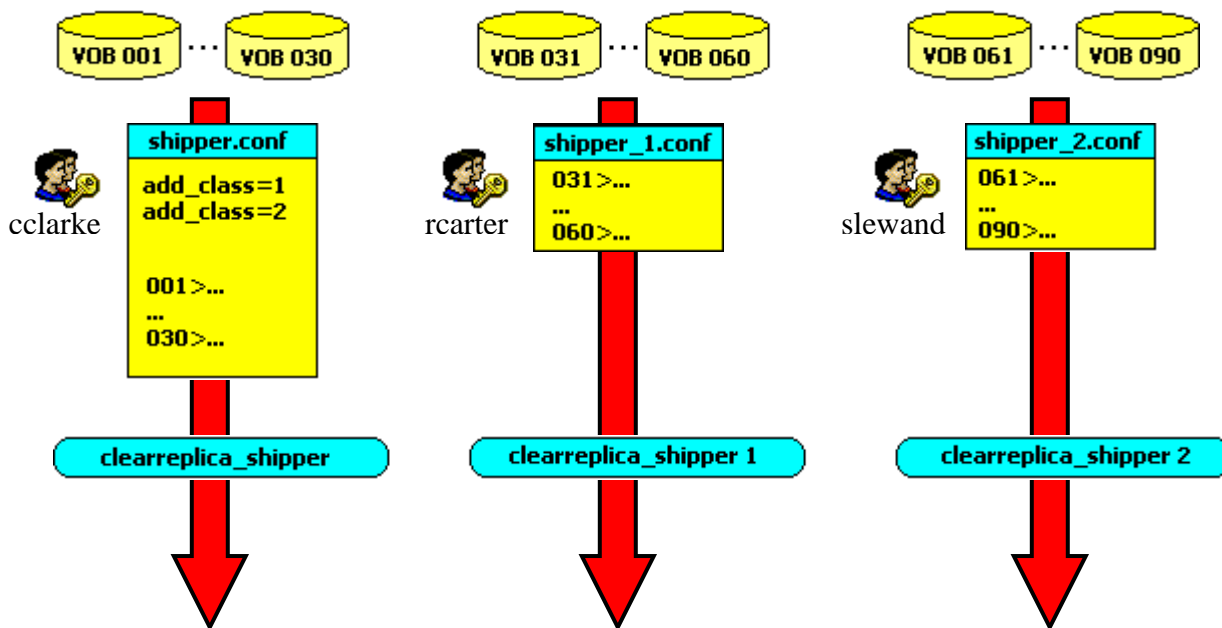 VOB 001 ... VOB 030
VOB 031 ... VOB 060
VOB 061 ... VOB 090
shipper.conf
add_class=1
add_class=2
001>...
...
030>...
cclarke
shipper_1.conf
031>...
...
060>...
rcarter
shipper_2.conf
061>...
...
090>...
slewand
clearreplica_shipper
clearreplica_shipper 1
clearreplica_shipper 2